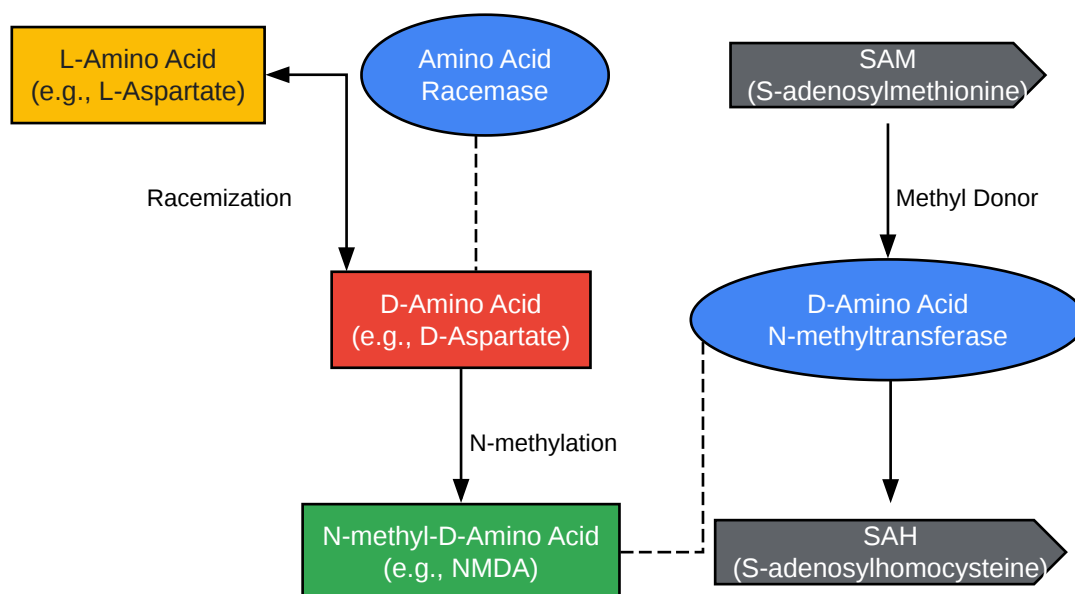 L-Amino Acid
(e.g., L-Aspartate)
Amino Acid
Racemase
SAM
(S-adenosylmethionine)
Racemization
Methyl Donor
D-Amino Acid
(e.g., D-Aspartate)
D-Amino Acid
N-methyltransferase
N-methylation
N-methyl-D-Amino Acid
(e.g., NMDA)
SAH
(S-adenosylhomocysteine)